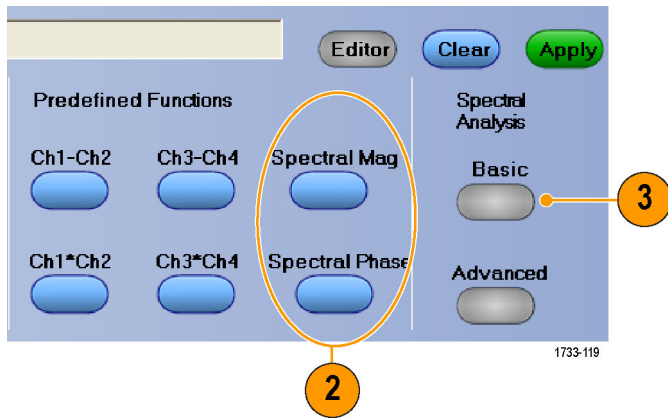 Editor Clear Apply
Predefined Functions
Spectral
Analysis
Ch1-Ch2 Ch3-Ch4 Spectral Mag
Basic
3
Ch1*Ch2 Ch3*Ch4 Spectral Phase
Advanced
1733-119
2